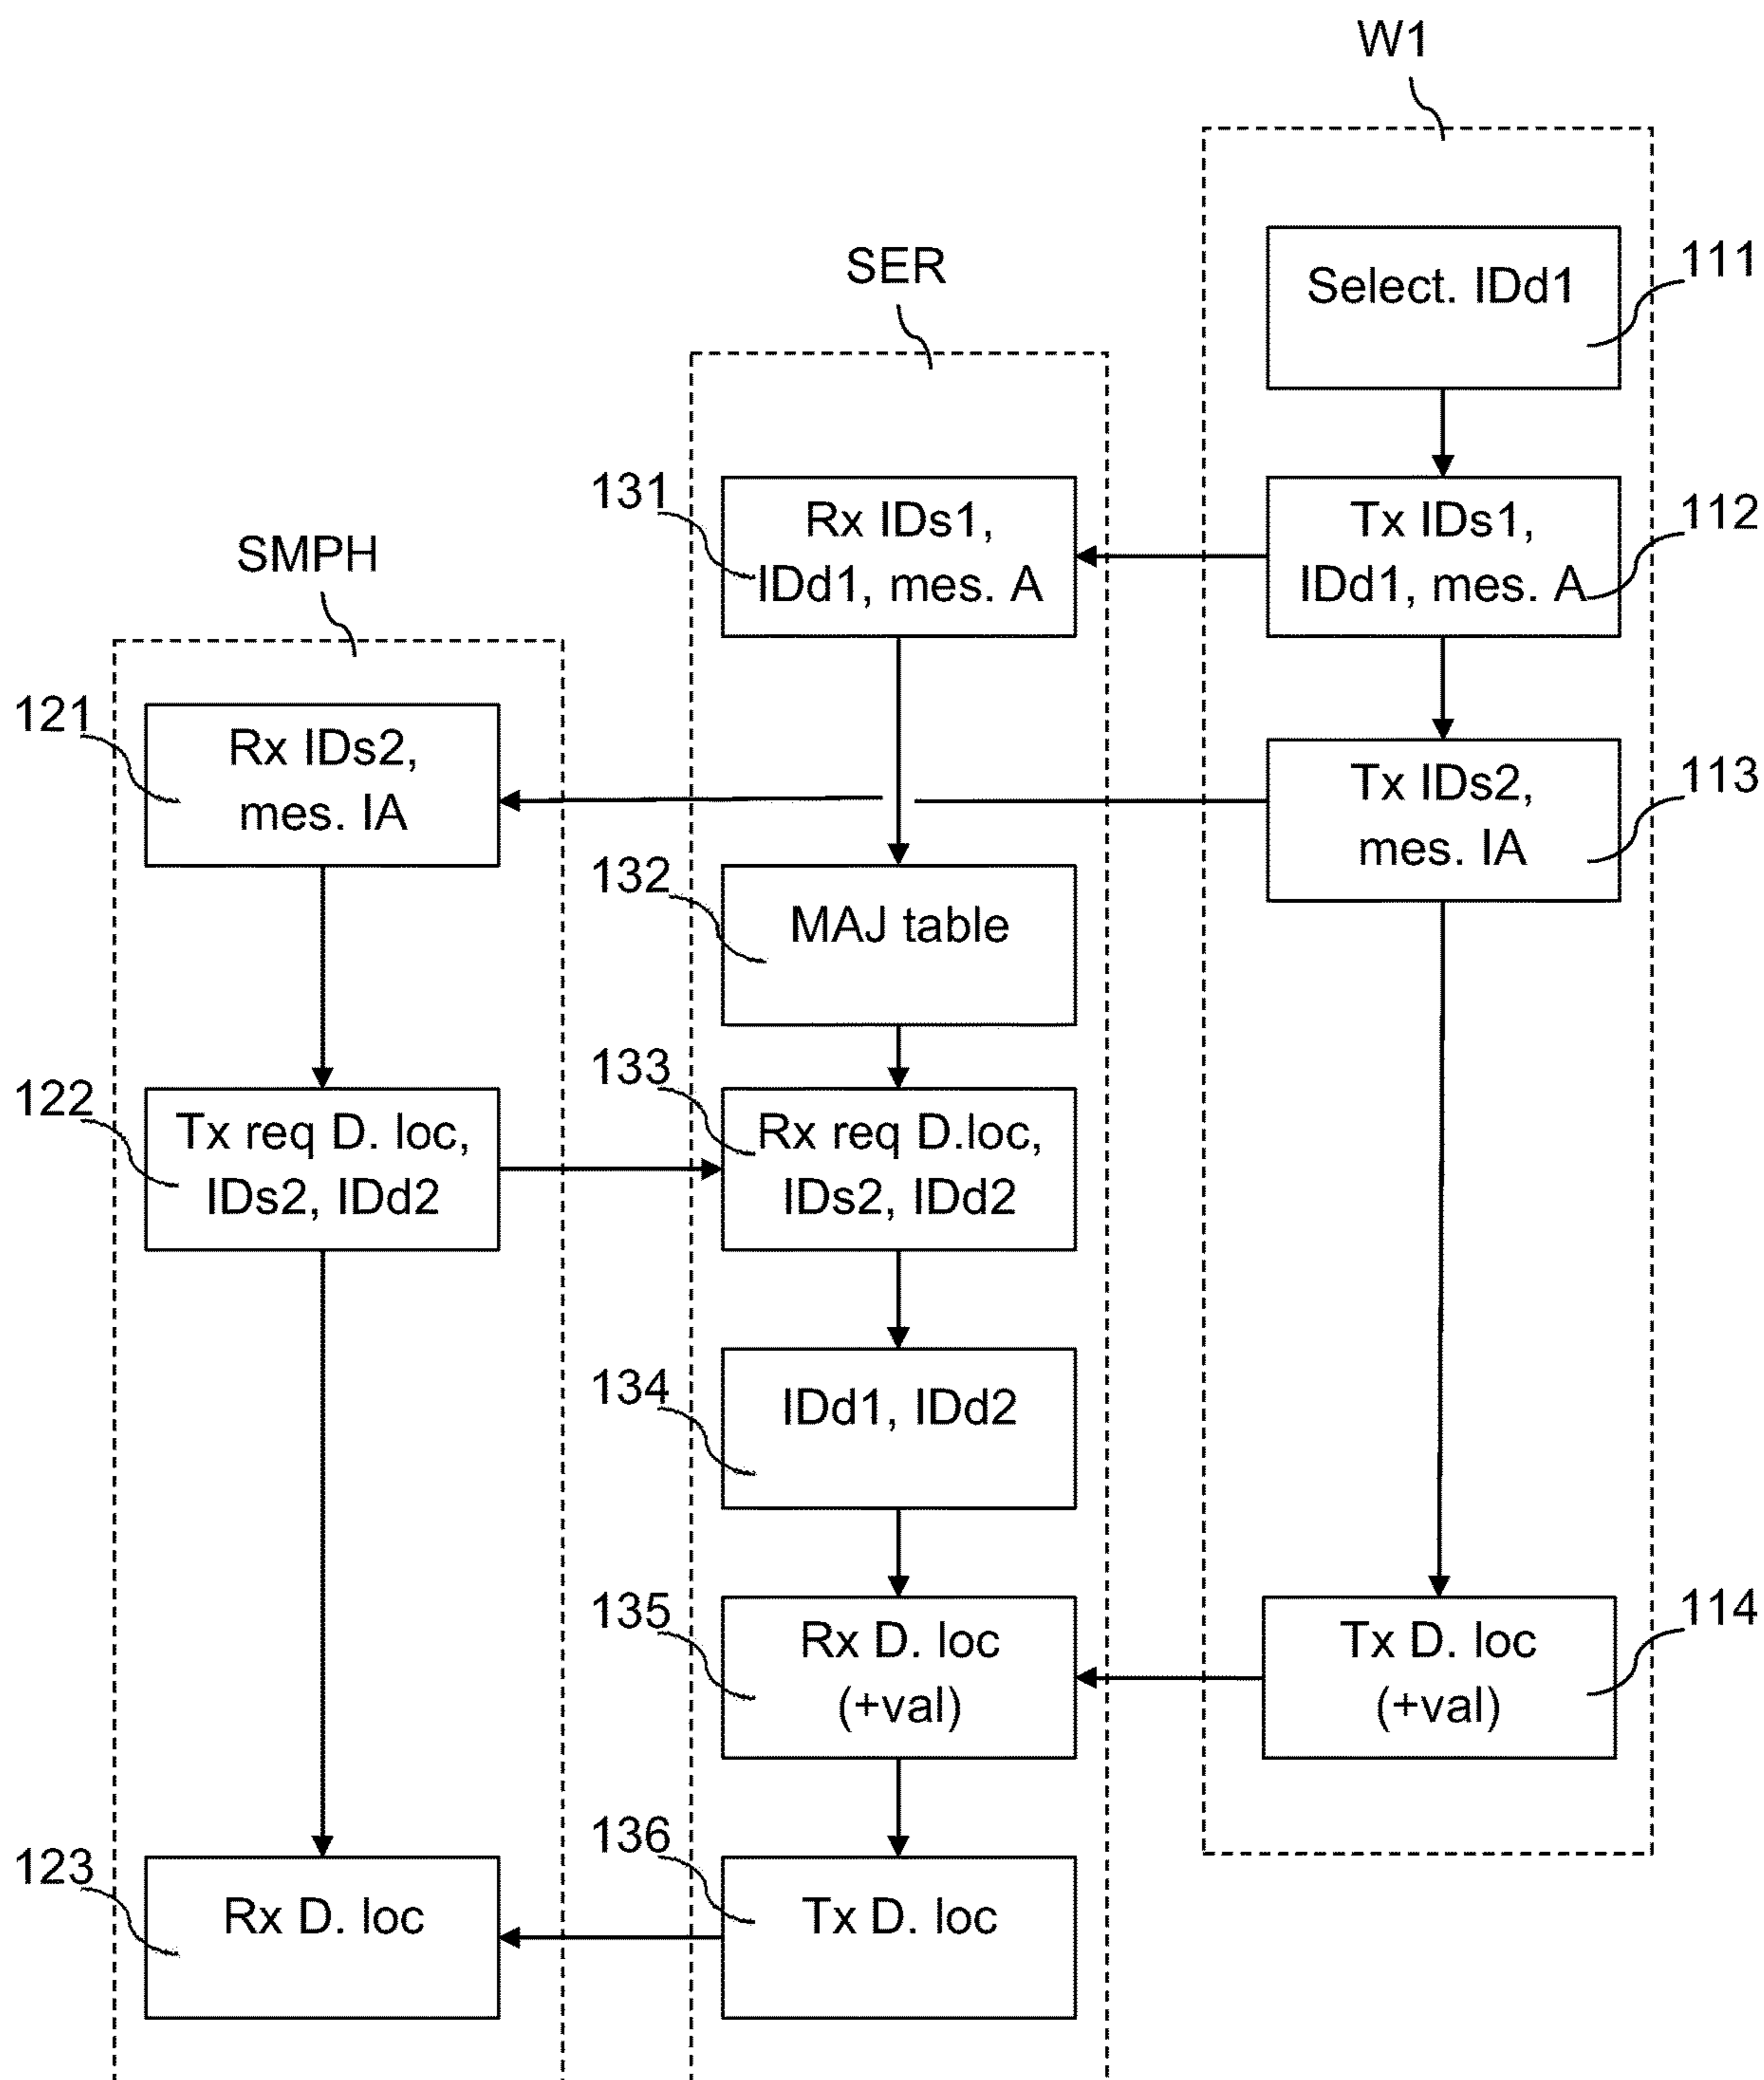 W1
SER
Select. IDd1
111
SMPH
131
Rx IDs1,
IDd1, mes. A
Tx IDs1,
IDd1, mes. A
112
121
Rx IDs2,
mes. IA
Tx IDs2,
mes. IA
113
132
MAJ table
122
Tx req D. loc,
IDs2, IDd2
133
Rx req D.loc,
IDs2, IDd2
134
IDd1, IDd2
135
Rx D. loc
(+val)
Tx D. loc
(+val)
114
123
Rx D. loc
136
Tx D. loc